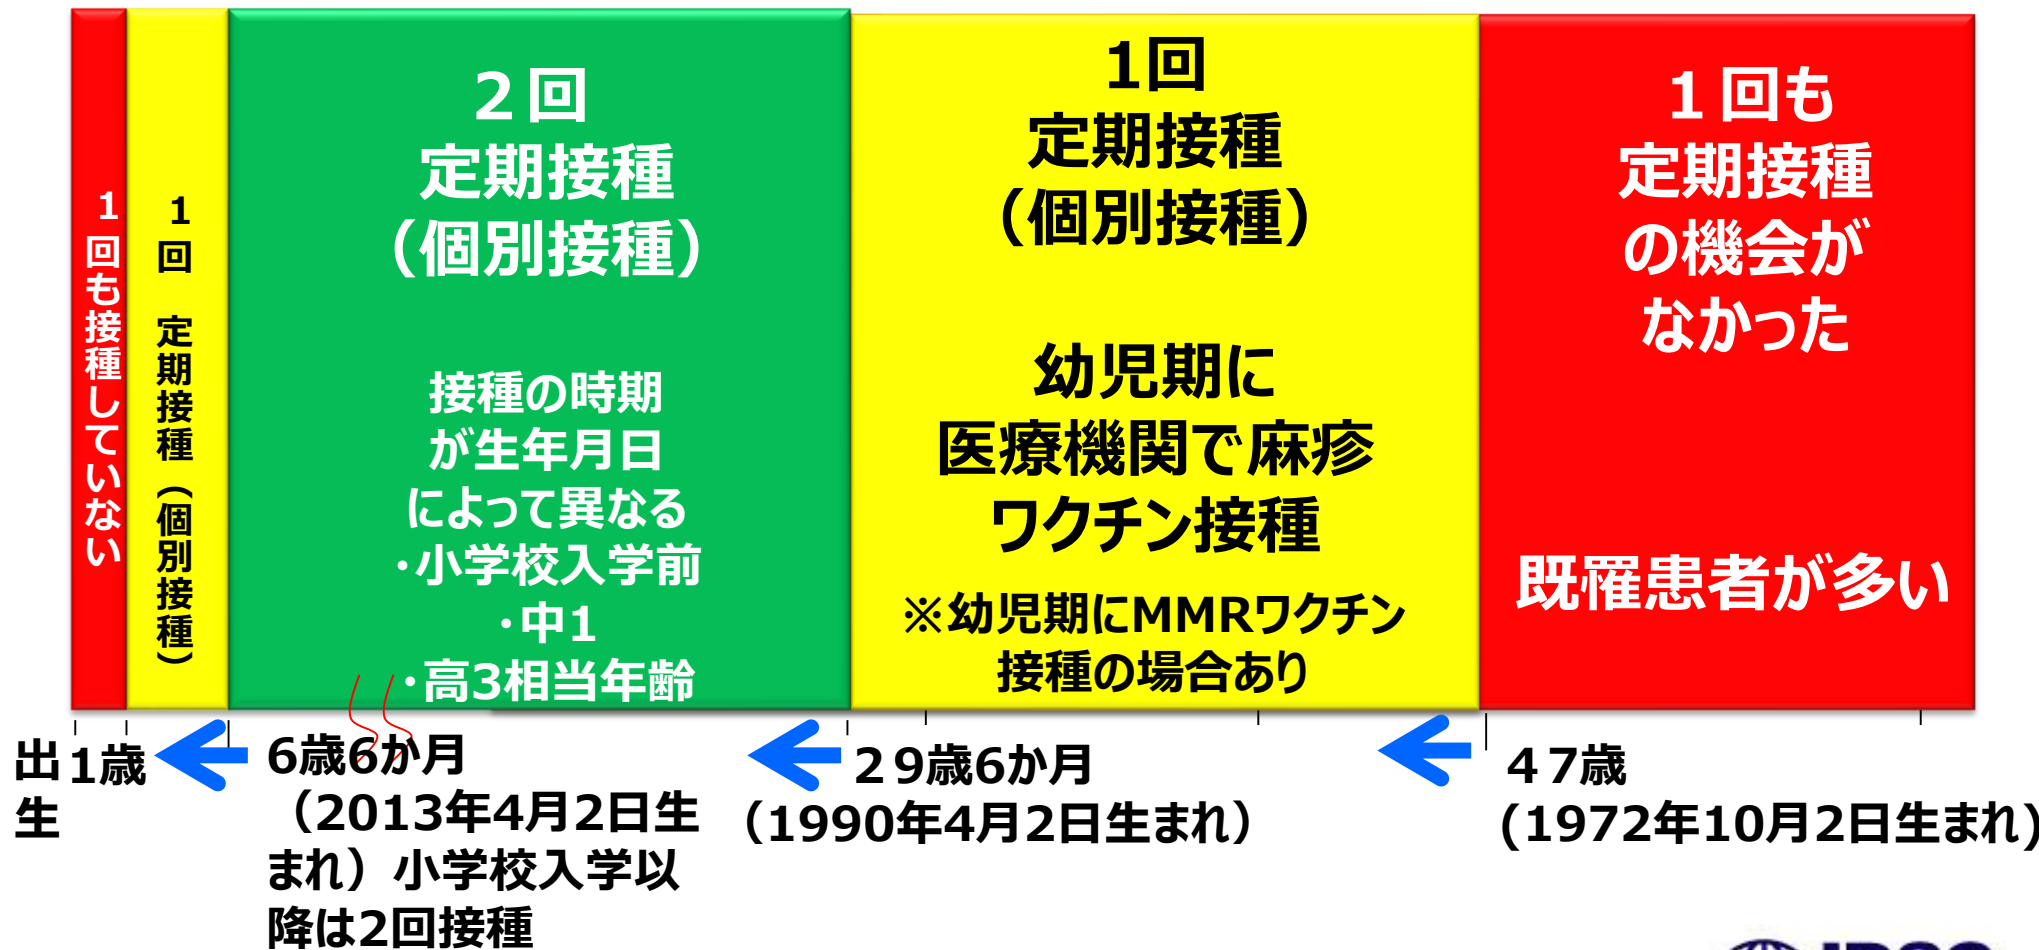 1回も接種していない
1回　定期接種（個別接種）
２回
定期接種
（個別接種）
接種の時期
が生年月日
によって異なる
・小学校入学前
・中1
・高3相当年齢
1回
定期接種
（個別接種）
幼児期に
医療機関で麻疹
ワクチン接種
※幼児期にMMRワクチン
接種の場合あり
１回も
定期接種
の機会が
なかった
既罹患者が多い
出
生
1歳
6歳6か月
（2013年4月2日生
まれ）小学校入学以
降は2回接種
２9歳6か月
（1990年4月2日生まれ）
４7歳
(1972年10月2日生まれ)